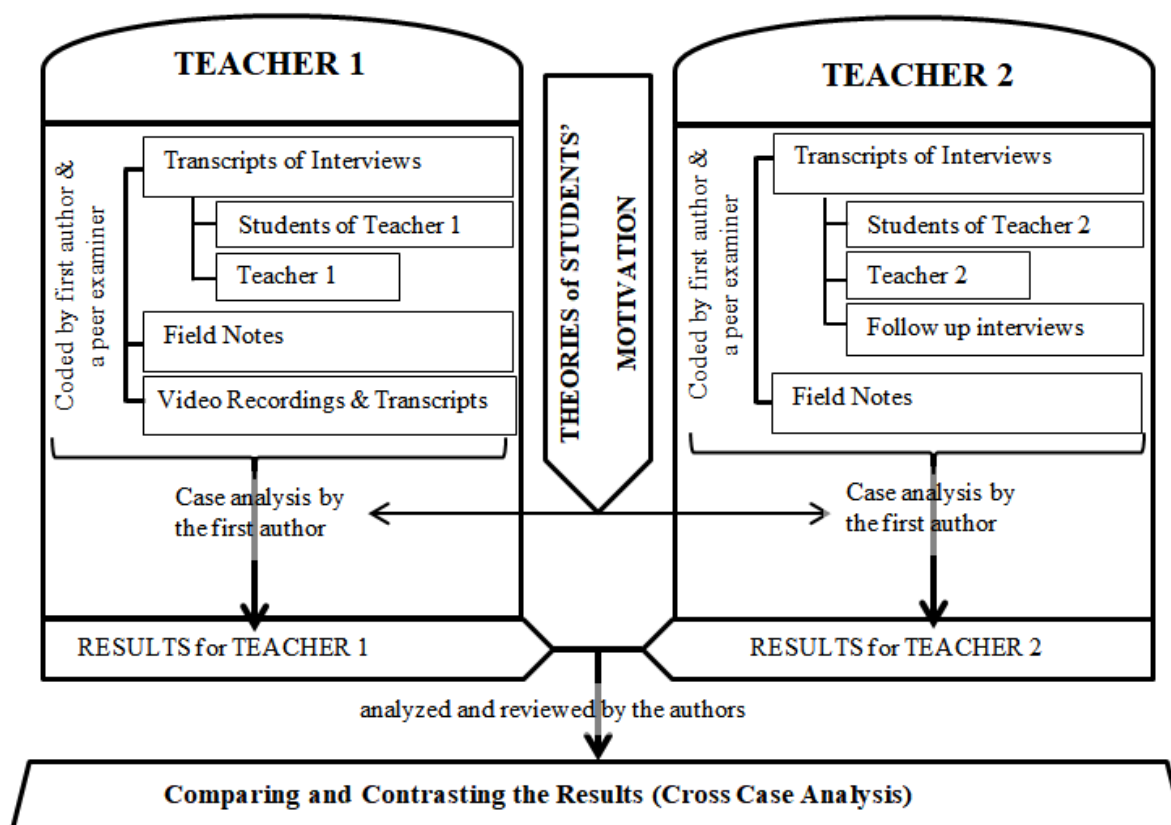 TEACHER 1
Coded by first author &
a peer examiner
Transcripts of Interviews
Students of Teacher 1
Teacher 1
Field Notes
Video Recordings & Transcripts
Case analysis by
the first author
RESULTS for TEACHER 1
THEORIES of STUDENTS’
MOTIVATION
TEACHER 2
Coded by first author &
a peer examiner
Transcripts of Interviews
Students of Teacher 2
Teacher 2
Follow up interviews
Field Notes
Case analysis by
the first author
RESULTS for TEACHER 2
analyzed and reviewed by the authors
Comparing and Contrasting the Results (Cross Case Analysis)